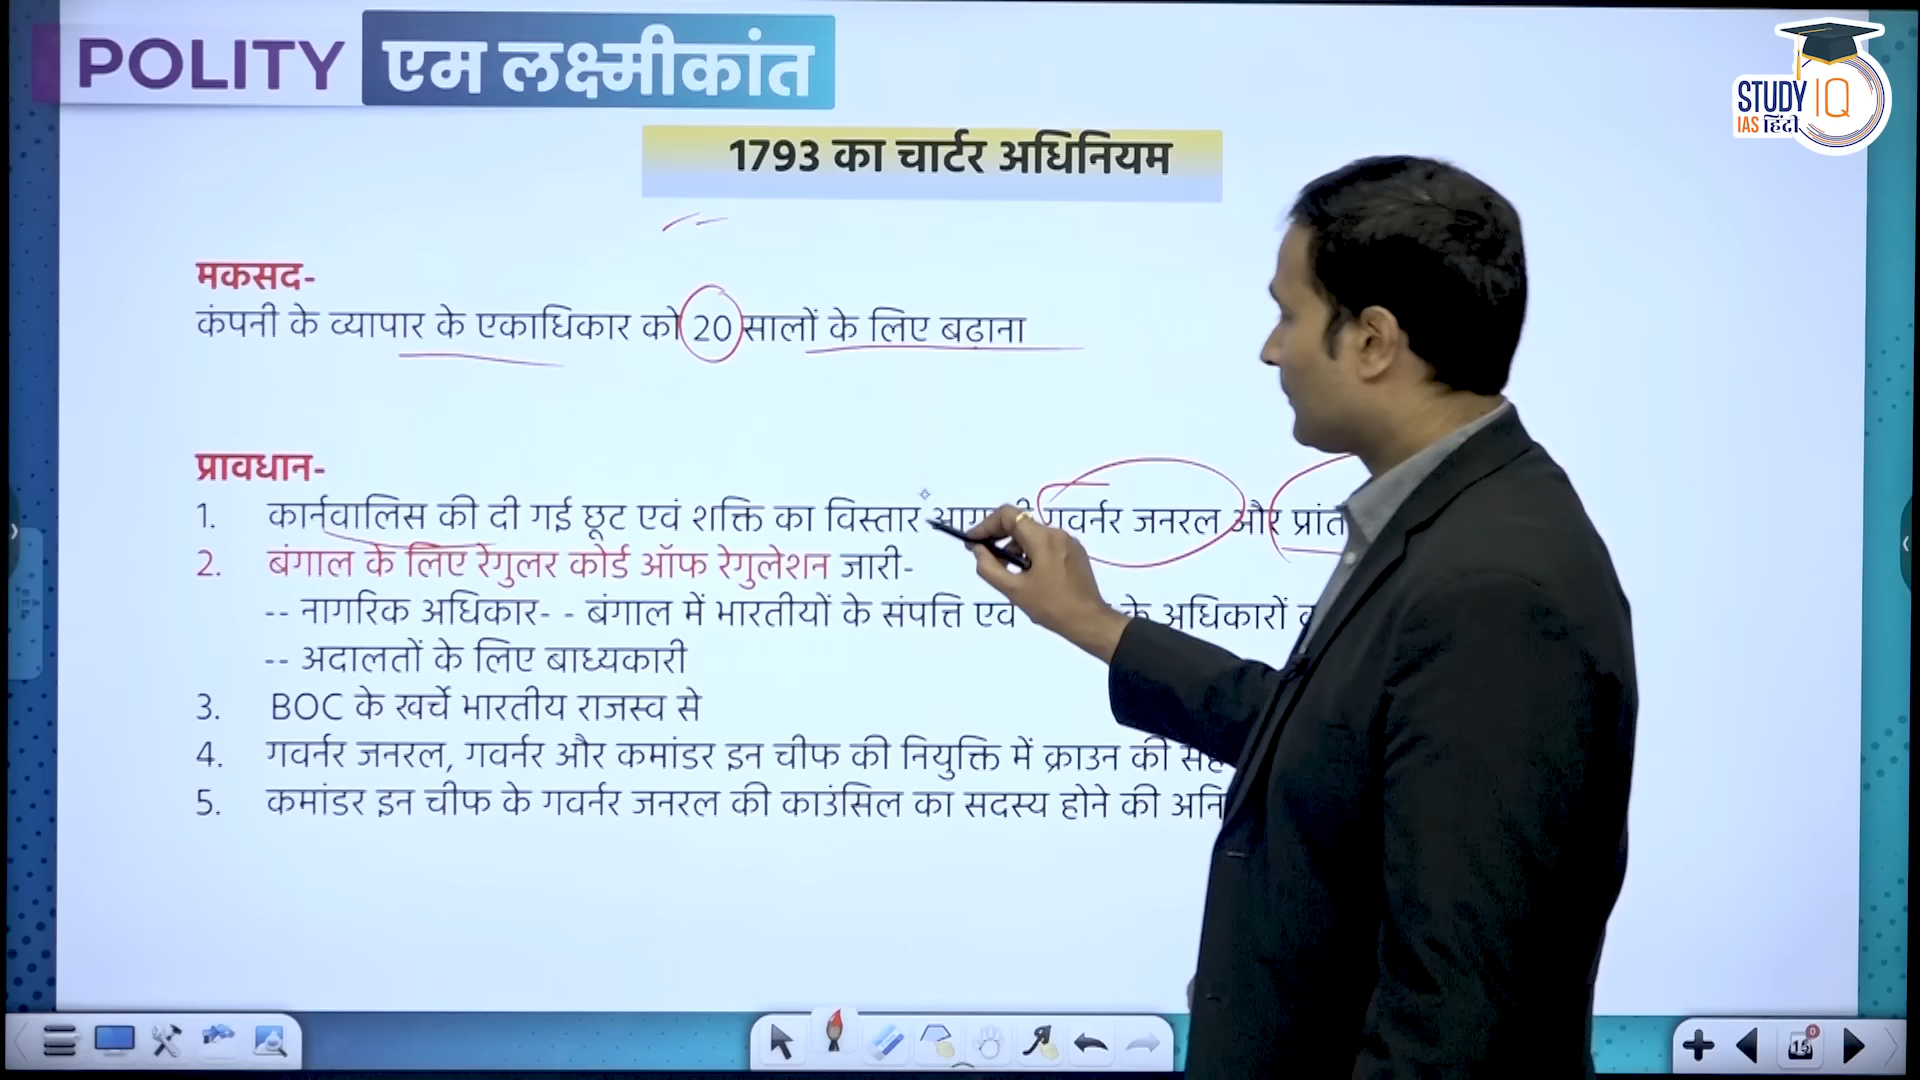 POLITY एम लक्ष्मीकांत
STUDY IQ
IAS हिंदी
1793 का चार्टर अधिनियम
मकसद-
कंपनी के व्यापार के एकाधिकार को 20 सालों के लिए बढ़ाना
प्रावधान-
1. कार्नवालिस की दी गई छूट एवं शक्ति का विस्तार गवर्नर जनरल और प्रांत
2. बंगाल के लिए रेगुलर कोर्ड ऑफ रेगुलेशन जारी-
-- नागरिक अधिकार- - बंगाल में भारतीयों के संपत्ति एवं के अधिकारों
-- अदालतों के लिए बाध्यकारी
3. BOC के खर्चे भारतीय राजस्व से
4. गवर्नर जनरल, गवर्नर और कमांडर इन चीफ की नियुक्ति में क्राउन की
5. कमांडर इन चीफ के गवर्नर जनरल की काउंसिल का सदस्य होने की
15
0